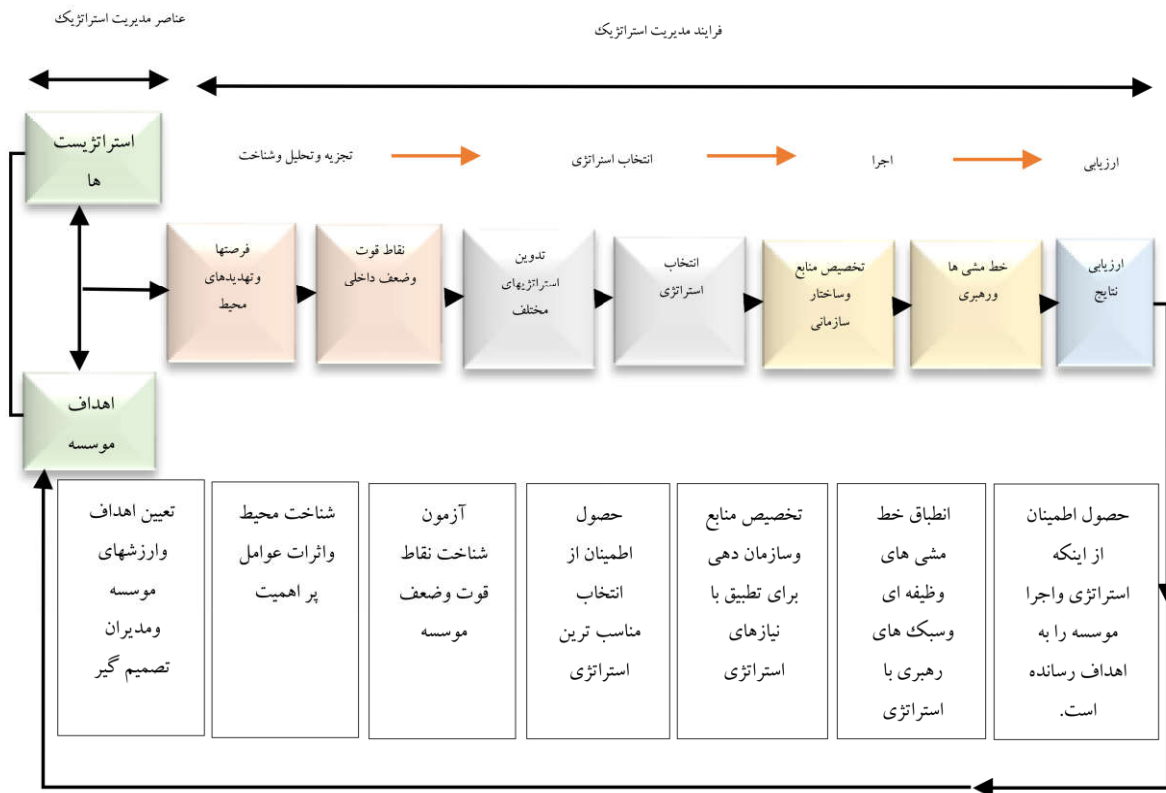 عناصر مدیریت استراتژیک
فرایند مدیریت استراتژیک
استراتژیست
ها
تجزیه وتحلیل وشناخت
انتخاب استراتژی
اجرا
ارزیابی
فرصتها
وتهدیدهای
محیط
نقاط قوت
وضعف داخلی
تدوین
استراتژیهای
مختلف
انتخاب
استراتژی
تخصیص منابع
وساختار
سازمانی
خط مشی ها
ورهبری
ارزیابی
نتایج
اهداف
موسسه
تعیین اهداف
وارزشهای
موسسه
ومدیران
تصمیم گیر
شناخت محیط
واثرات عوامل
پر اهمیت
آزمون
شناخت نقاط
قوت وضعف
موسسه
حصول
اطمینان از
انتخاب
مناسب ترین
استراتژی
تخصیص منابع
وسازمان دهی
برای تطبیق با
نیازهای
استراتژی
انطباق خط
مشی های
وظیفه ای
وسبک های
رهبری با
استراتژی
حصول اطمینان
از اینکه
استراتژی واجرا
موسسه را به
اهداف رسانده
است.